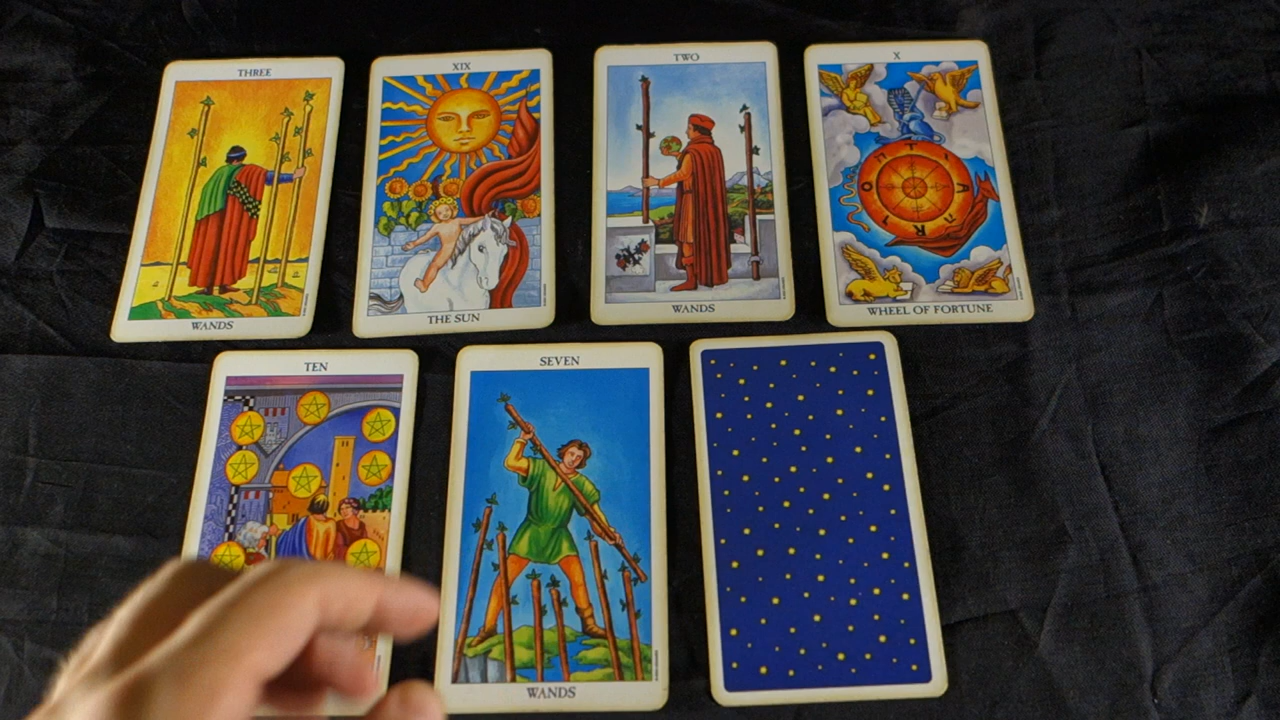 THREE
XIX
TWO
X
WANDS
THE SUN
WANDS
WHEEL OF FORTUNE
TEN
SEVEN
WANDS